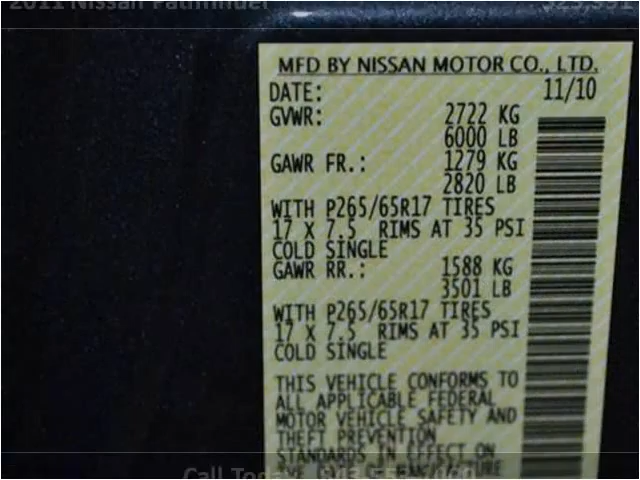 2011 Nissan Pathfinder
MFD BY NISSAN MOTOR CO., LTD.
DATE: 11/10
GVWR: 2722 KG
6000 LB
GAWR FR.: 1279 KG
2820 LB
WITH P265/65R17 TIRES
17 X 7.5 RIMS AT 35 PSI
COLD SINGLE
GAWR RR.: 1588 KG
3501 LB
WITH P265/65R17 TIRES
17 X 7.5 RIMS AT 35 PSI
COLD SINGLE
THIS VEHICLE CONFORMS TO
ALL APPLICABLE FEDERAL
MOTOR VEHICLE SAFETY AND
THEFT PREVENTION
STANDARDS IN EFFECT ON
Call Today